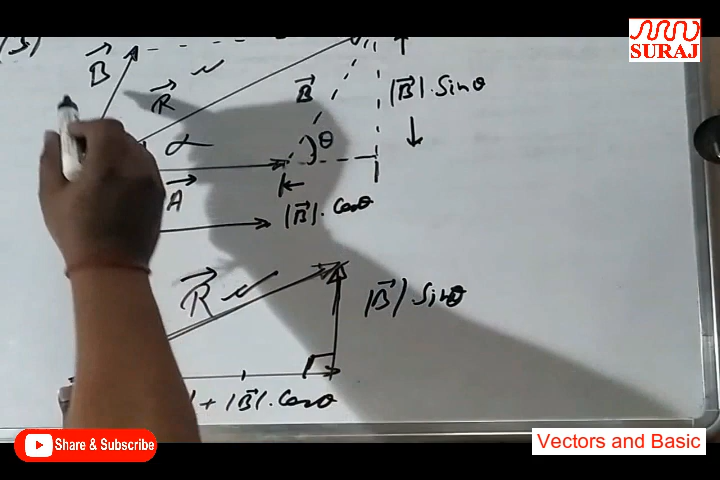 SURAJ
B⃗
R⃗
B⃗
|B⃗|. Sinθ
α
θ
A⃗
|B⃗|. Cosθ
R⃗
|B⃗| Sinθ
| + |B⃗|. Cosθ
Share & Subscribe
Vectors and Basic